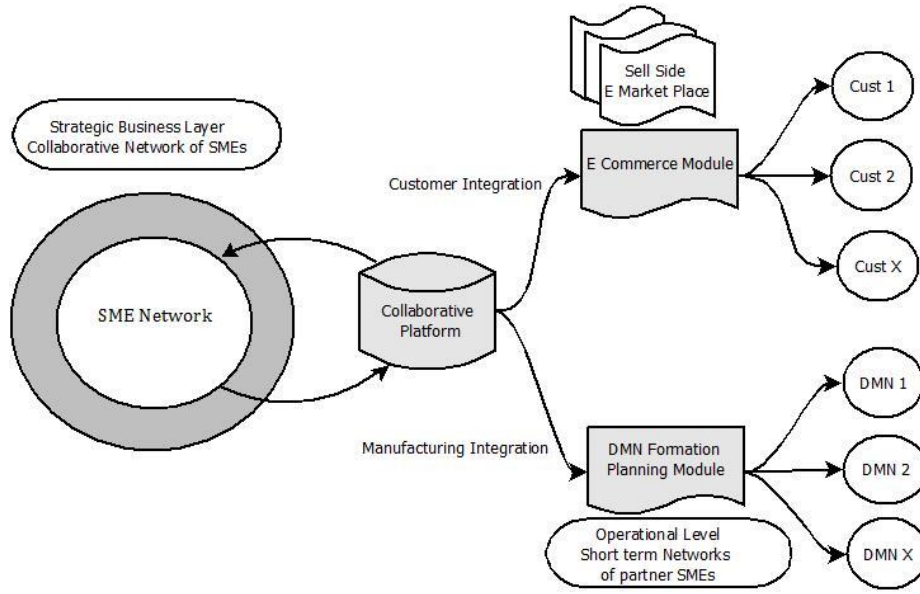 Sell Side
E Market Place
Cust 1
Strategic Business Layer
Collaborative Network of SMEs
E Commerce Module
Cust 2
Customer Integration
Cust X
SME Network
Collaborative
Platform
DMN 1
Manufacturing Integration
DMN Formation
Planning Module
DMN 2
Operational Level
Short term Networks
of partner SMEs
DMN X